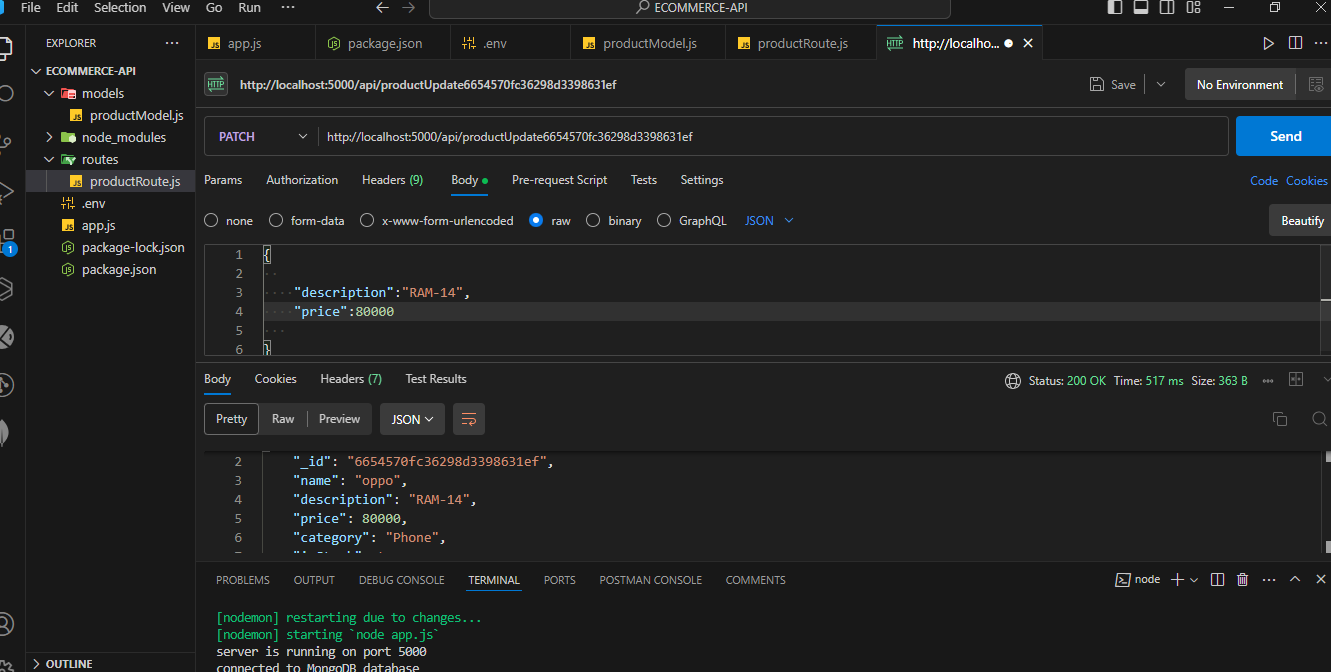 File Edit Selection View Go Run ··· ECOMMERCE-API
EXPLORER ···
app.js package.json .env productModel.js productRoute.js http://localho...
ECOMMERCE-API
models
productModel.js
node_modules
routes
productRoute.js
.env
app.js
package-lock.json
package.json
OUTLINE
1
HTTP http://localhost:5000/api/productUpdate6654570fc36298d3398631ef Save No Environment
PATCH http://localhost:5000/api/productUpdate6654570fc36298d3398631ef Send
Params Authorization Headers (9) Body Pre-request Script Tests Settings Code Cookies
none form-data x-www-form-urlencoded raw binary GraphQL JSON Beautify
1 {
2
3 "description":"RAM-14",
4 "price":80000
5
6 }
Body Cookies Headers (7) Test Results Status: 200 OK Time: 517 ms Size: 363 B
Pretty Raw Preview JSON
2 "_id": "6654570fc36298d3398631ef",
3 "name": "oppo",
4 "description": "RAM-14",
5 "price": 80000,
6 "category": "Phone",
PROBLEMS OUTPUT DEBUG CONSOLE TERMINAL PORTS POSTMAN CONSOLE COMMENTS node
[nodemon] restarting due to changes...
[nodemon] starting `node app.js`
server is running on port 5000
connected to MongoDB database